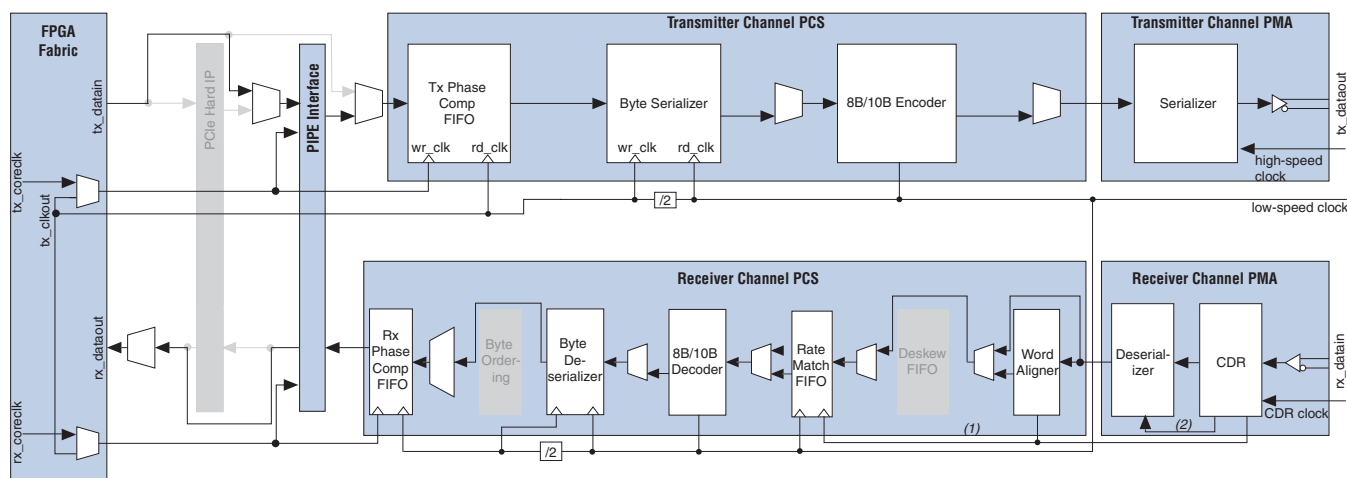 FPGA
Fabric
Transmitter Channel PCS
Transmitter Channel PMA
tx_datain
PCIe Hard IP
PIPE Interface
Tx Phase
Comp
FIFO
wr_clk
rd_clk
Byte Serializer
wr_clk
rd_clk
8B/10B Encoder
Serializer
tx_dataout
high-speed
clock
tx_coreclk
tx_clkout
/2
low-speed clock
Receiver Channel PCS
Receiver Channel PMA
rx_dataout
Rx
Phase
Comp
FIFO
Byte
Order-
ing
Byte
De-
serializer
8B/10B
Decoder
Rate
Match
FIFO
Deskew
FIFO
Word
Aligner
Deserial-
izer
CDR
rx_datain
CDR clock
rx_coreclk
(1)
(2)
/2